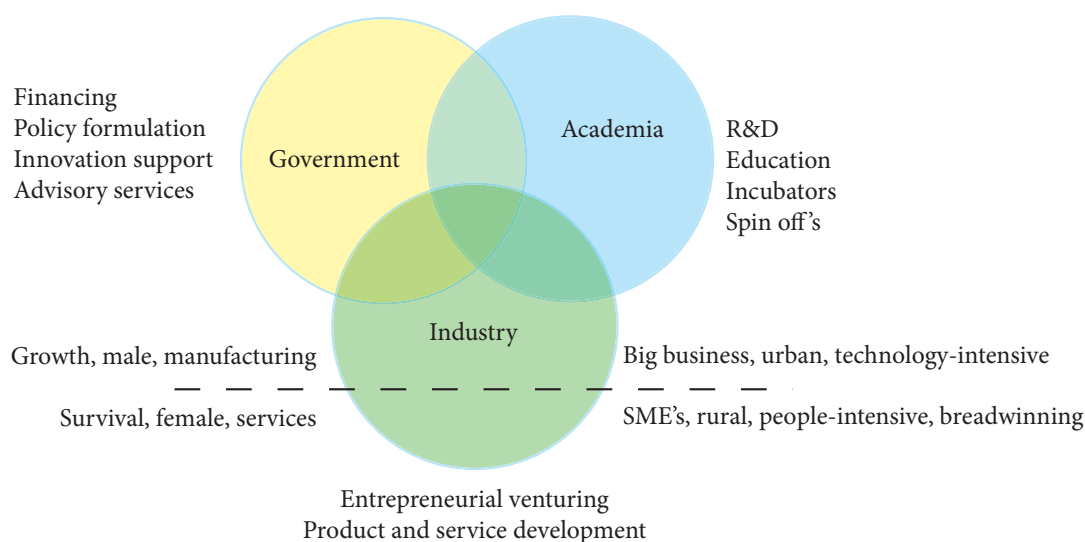 Financing
Policy formulation
Innovation support
Advisory services
Government
Academia
R&D
Education
Incubators
Spin off’s
Industry
Growth, male, manufacturing
Big business, urban, technology-intensive
Survival, female, services
SME’s, rural, people-intensive, breadwinning
Entrepreneurial venturing
Product and service development